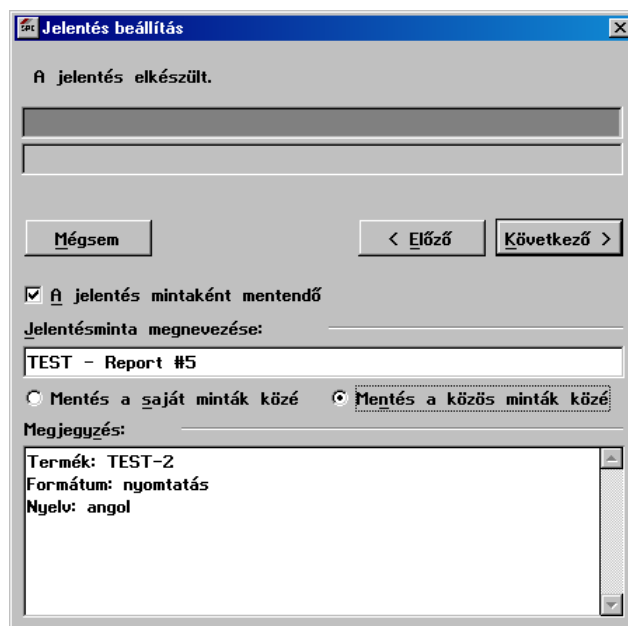 SPC Jelentés beállítás
A jelentés elkészült.
Mégsem < Előző Következő >
A jelentés mintaként mentendő
Jelentésminta megnevezése:
TEST - Report #5
Mentés a saját minták közé Mentés a közös minták közé
Megjegyzés:
Termék: TEST-2
Formátum: nyomtatás
Nyelv: angol